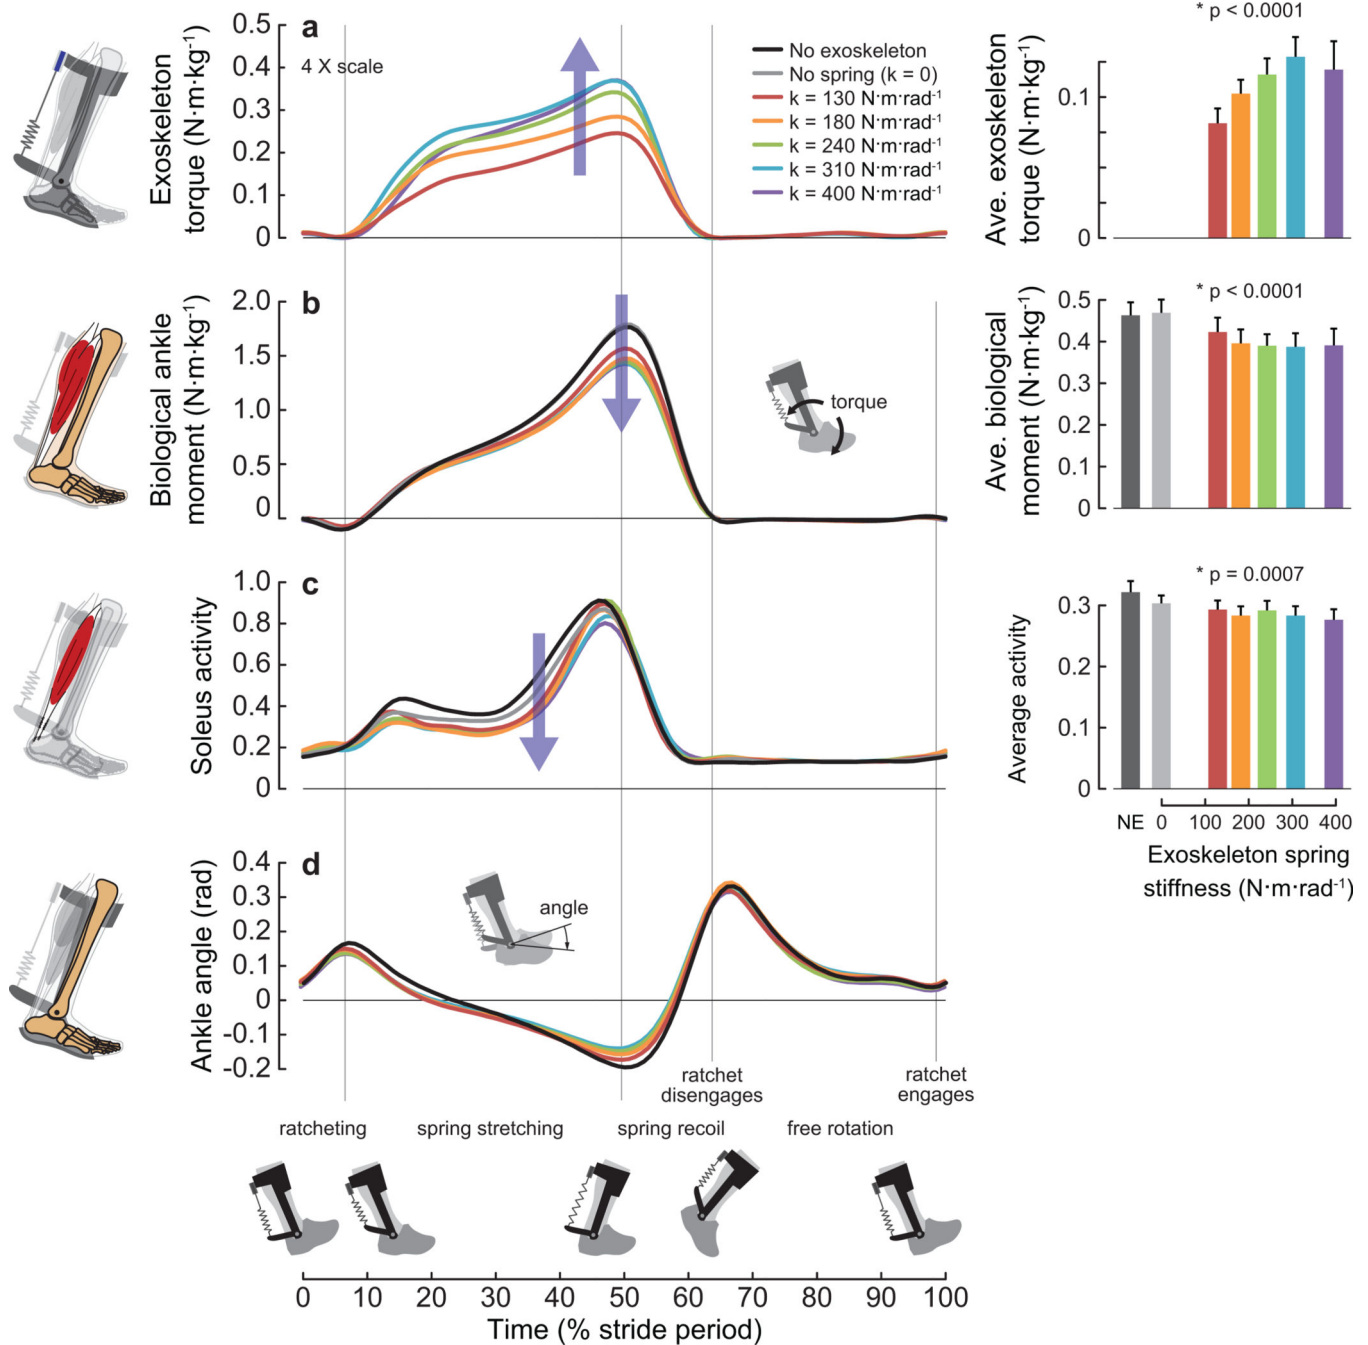 a
4 X scale
Exoskeleton
torque (N·m·kg-1)
0.5
0.4
0.3
0.2
0.1
0
No exoskeleton
No spring (k = 0)
k = 130 N·m·rad-1
k = 180 N·m·rad-1
k = 240 N·m·rad-1
k = 310 N·m·rad-1
k = 400 N·m·rad-1
* p < 0.0001
Ave. exoskeleton
torque (N·m·kg-1)
0.1
0
b
Biological ankle
moment (N·m·kg-1)
2.0
1.5
1.0
0.5
0
torque
* p < 0.0001
Ave. biological
moment (N·m·kg-1)
0.5
0.4
0.3
0.2
0.1
0
c
Soleus activity
1.0
0.8
0.6
0.4
0.2
0
* p = 0.0007
Average activity
0.3
0.2
0.1
0
NE 0 100 200 300 400
Exoskeleton spring
stiffness (N·m·rad-1)
d
Ankle angle (rad)
0.4
0.3
0.2
0.1
0
-0.1
-0.2
angle
ratchet
disengages
ratchet
engages
ratcheting spring stretching spring recoil free rotation
0 10 20 30 40 50 60 70 80 90 100
Time (% stride period)